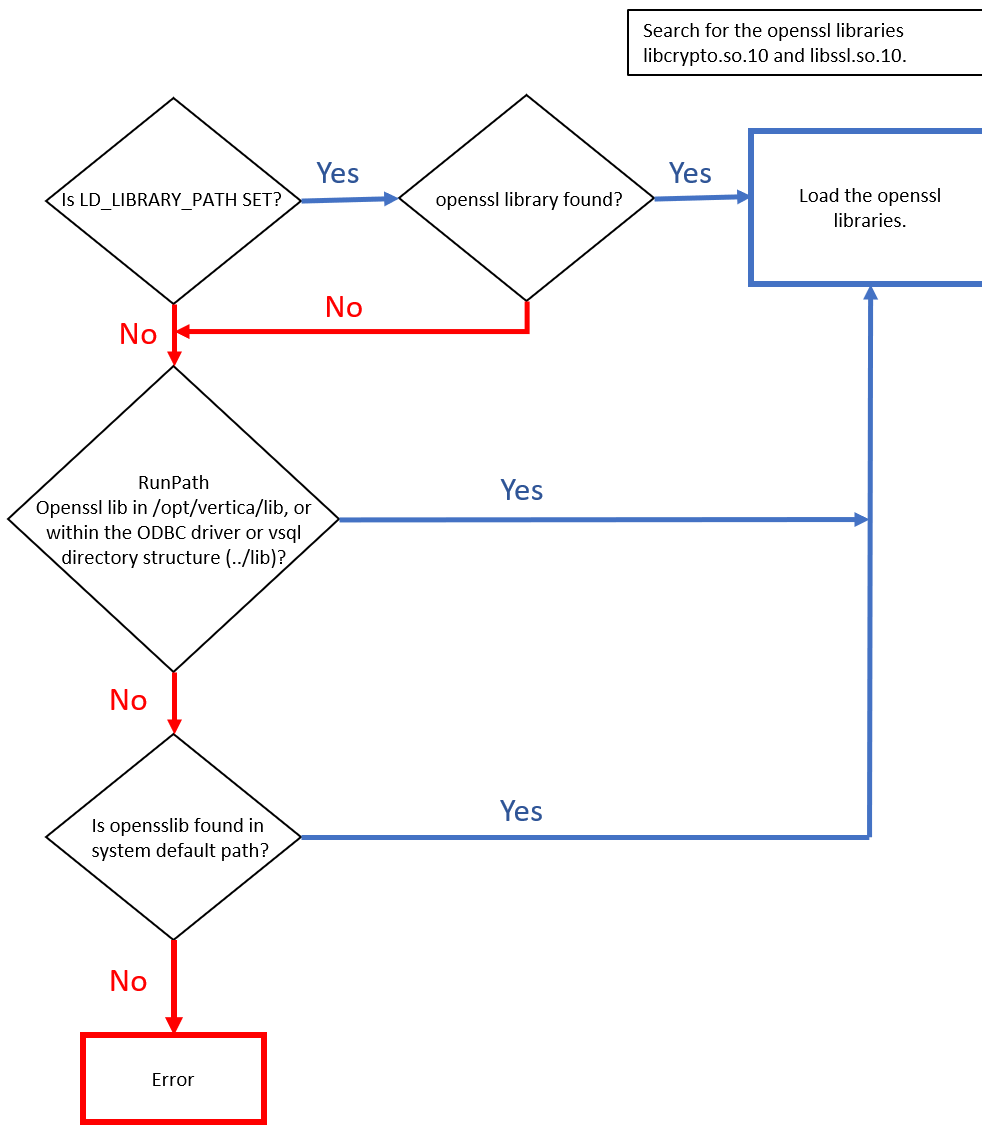 Search for the openssl libraries
libcrypto.so.10 and libssl.so.10.
Is LD_LIBRARY_PATH SET?
Yes
openssl library found?
Yes
Load the openssl
libraries.
No
No
RunPath
Openssl lib in /opt/vertica/lib, or
within the ODBC driver or vsql
directory structure (../lib)?
Yes
No
Is opensslib found in
system default path?
Yes
No
Error